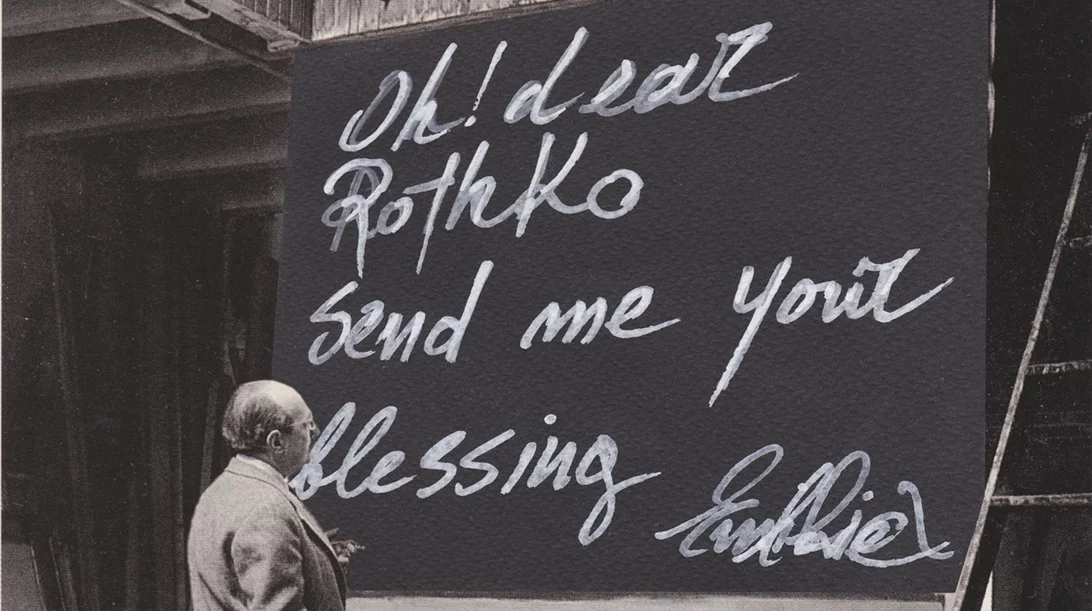 Oh! dear
RothKo
send me your
blessing